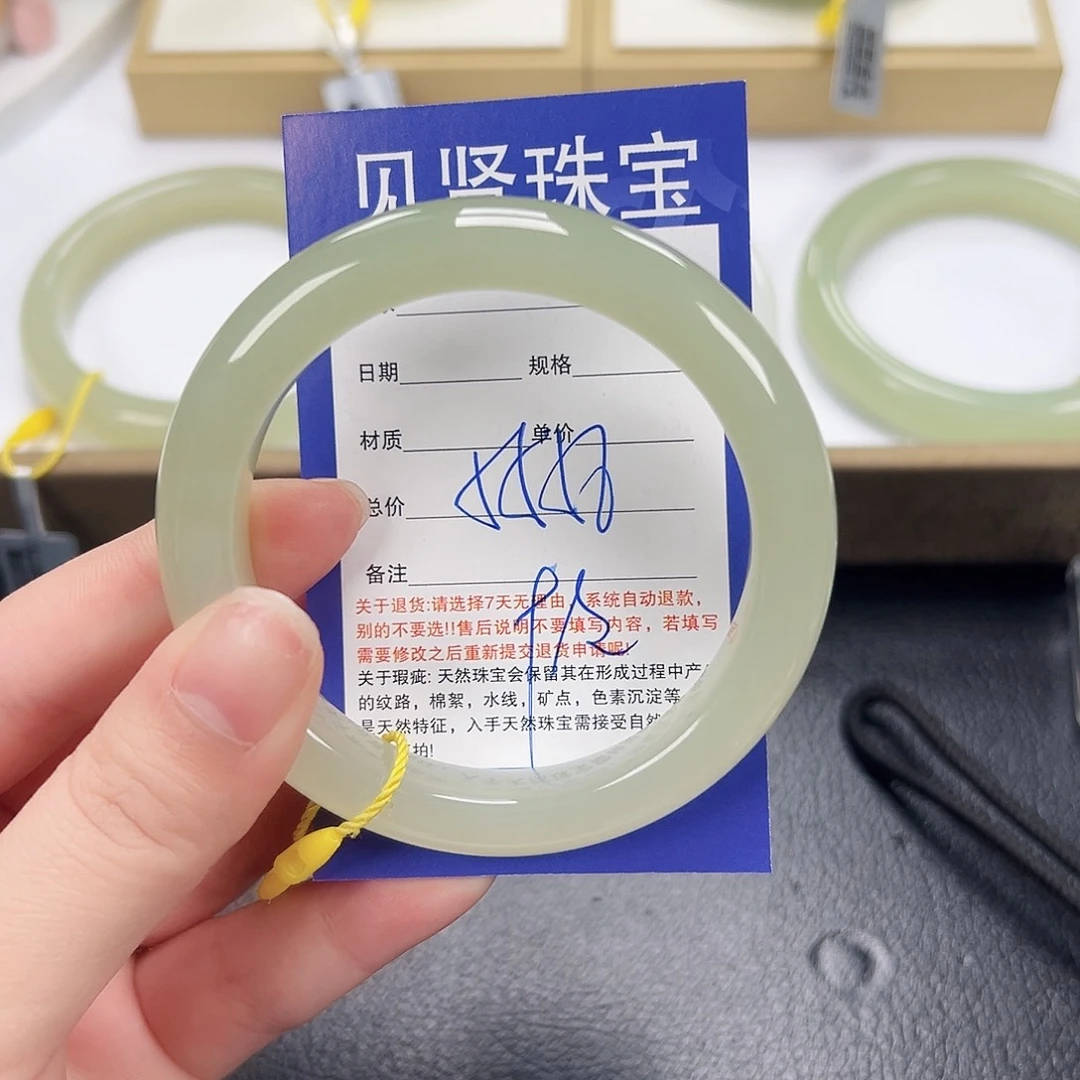 见贤珠宝
日期 规格
材质 单价
总价
备注
关于退货:请选择7天无理由,系统自动退款,
别的不要选!!售后说明不要填写内容，若填写
需要修改之后重新提交退货申请呢!
关于瑕疵: 天然珠宝会保留其在形成过程中产
的纹路，棉絮，水线，矿点，色素沉淀等
是天然特征，入手天然珠宝需接受自然
拍!